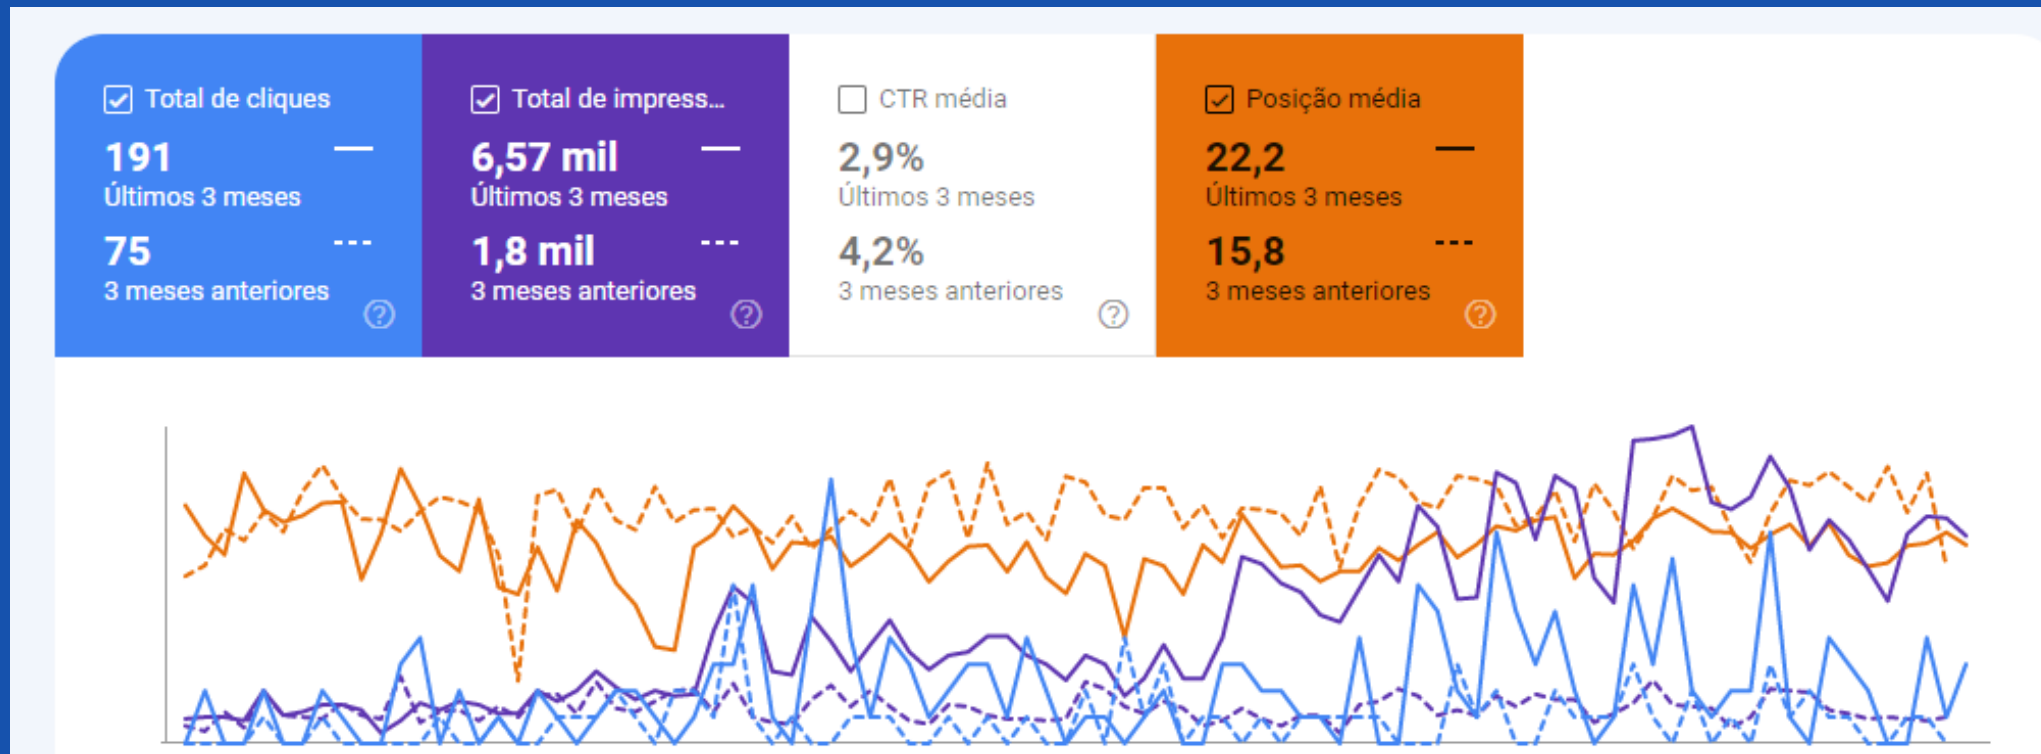 Total de cliques
191
Últimos 3 meses
75
3 meses anteriores
Total de impress...
6,57 mil
Últimos 3 meses
1,8 mil
3 meses anteriores
CTR média
2,9%
Últimos 3 meses
4,2%
3 meses anteriores
Posição média
22,2
Últimos 3 meses
15,8
3 meses anteriores